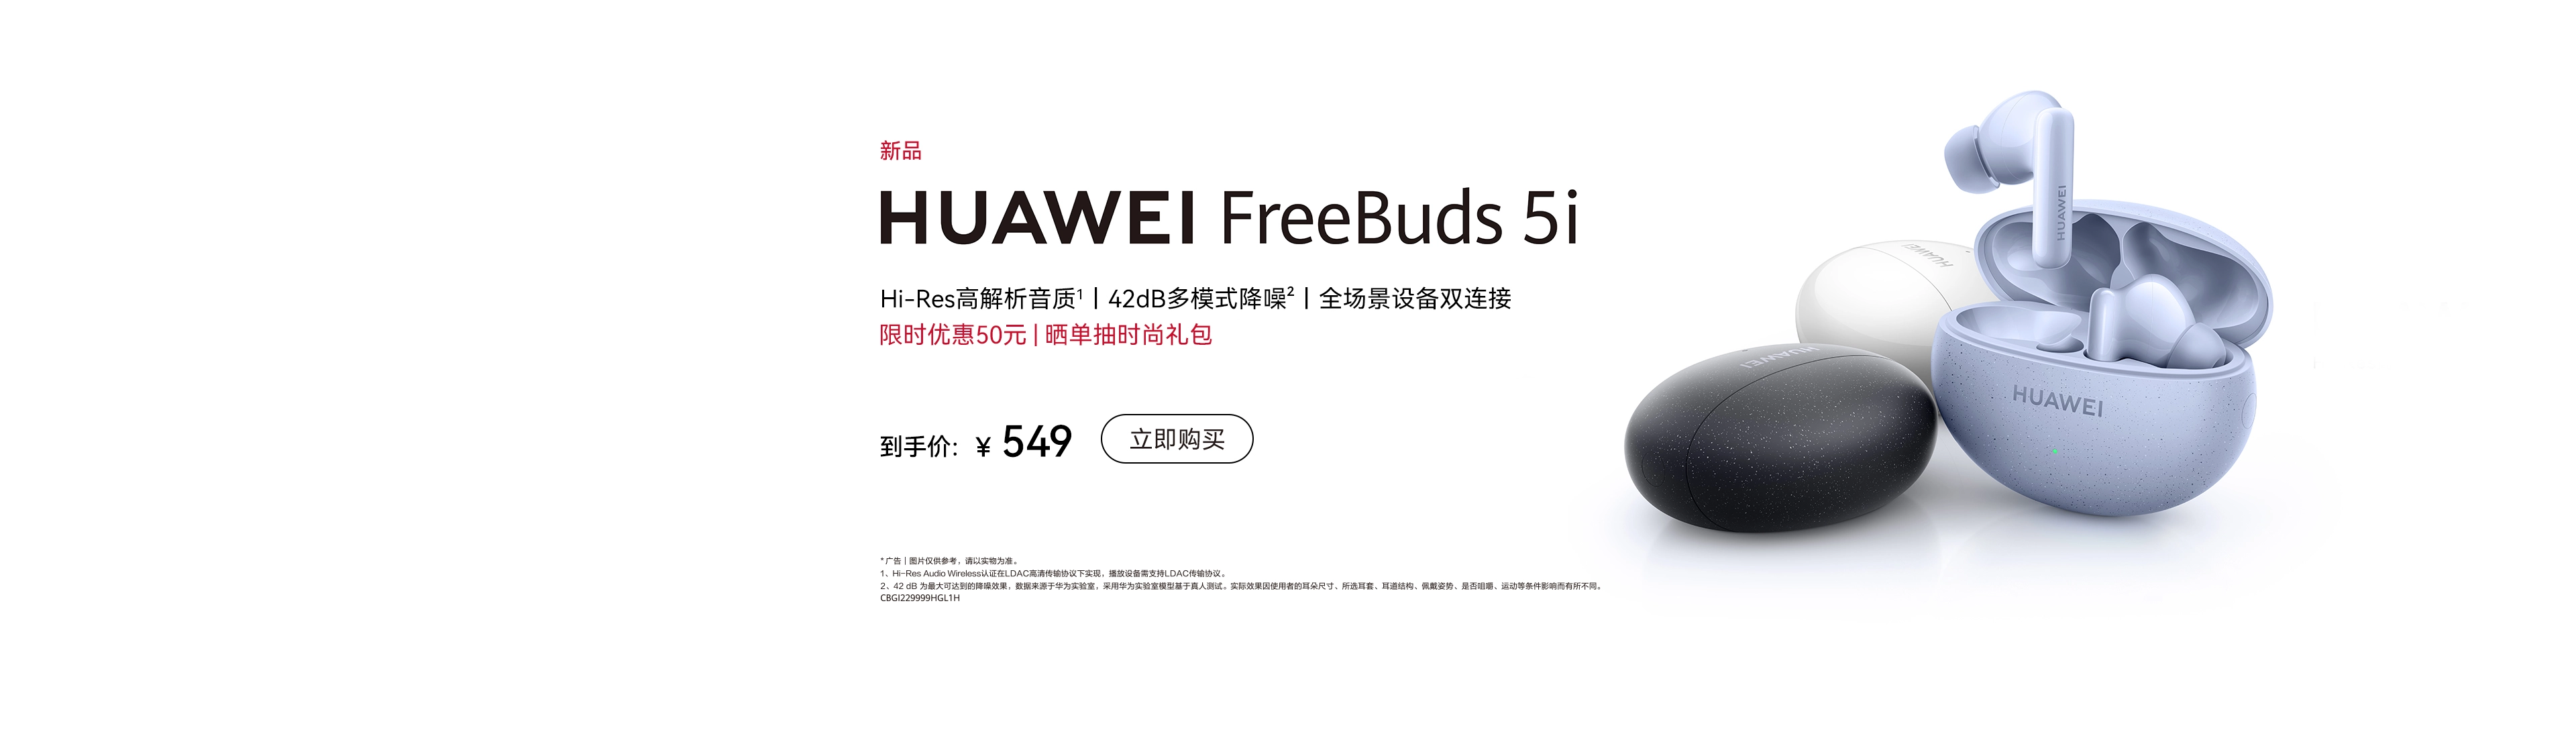 新品
HUAWEI FreeBuds 5i
Hi-Res高解析音质¹ | 42dB多模式降噪² | 全场景设备双连接
限时优惠50元 | 晒单抽时尚礼包
到手价: ¥ 549 立即购买
HUAWEI
HUAWEI
HUAWEI
HUAWEI
*广告 | 图片仅供参考，请以实物为准。
1、Hi-Res Audio Wireless认证在LDAC高清传输协议下实现，播放设备需支持LDAC传输协议。
2、42 dB 为最大可达到的降噪效果，数据来源于华为实验室，采用华为实验室模型基于真人测试。实际效果因使用者的耳朵尺寸、所选耳套、耳道结构、佩戴姿势、是否咀嚼、运动等条件影响而有所不同。
CBGI229999HGL1H